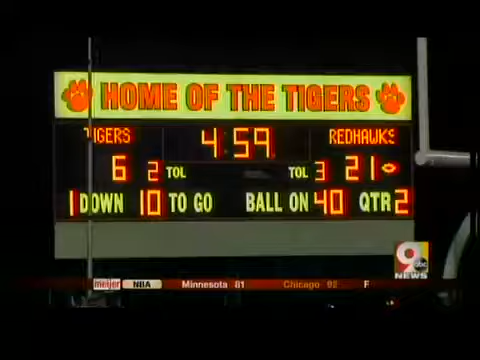 HOME OF THE TIGERS
TIGERS 4:59 REDHAWKS
6 2 TOL TOL 3 21
1 DOWN 10 TO GO BALL ON 40 QTR 2
9 abc
NEWS
meijer NBA Minnesota 81 Chicago 92 F